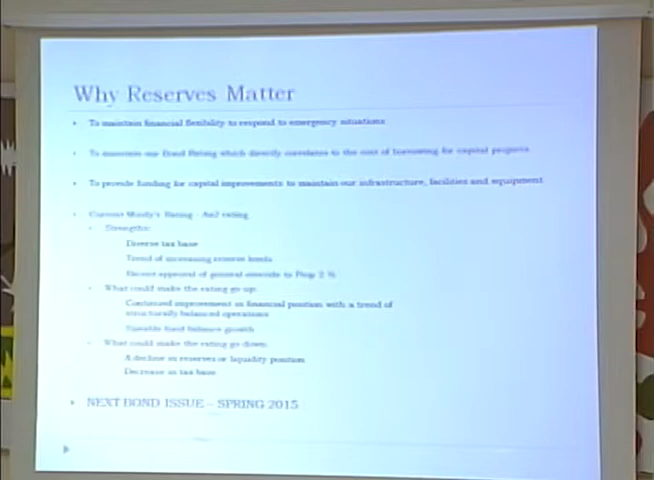 Why Reserves Matter
To maintain financial flexibility to respond to emergency situations
To maintain our Bond Rating which directly correlates to the cost of borrowing for capital projects
To provide funding for capital improvements to maintain our infrastructure, facilities and equipment
Current Moody's Rating - Aa2 rating
Strengths:
Diverse tax base
Trend of increasing reserve levels
Recent approval of general override to Prop 2 ½
What could make the rating go up:
Continued improvement in financial position with a trend of
structurally balanced operations
Sizeable fund balance growth
What could make the rating go down:
A decline in reserves or liquidity position
Decrease in tax base
NEXT BOND ISSUE – SPRING 2015